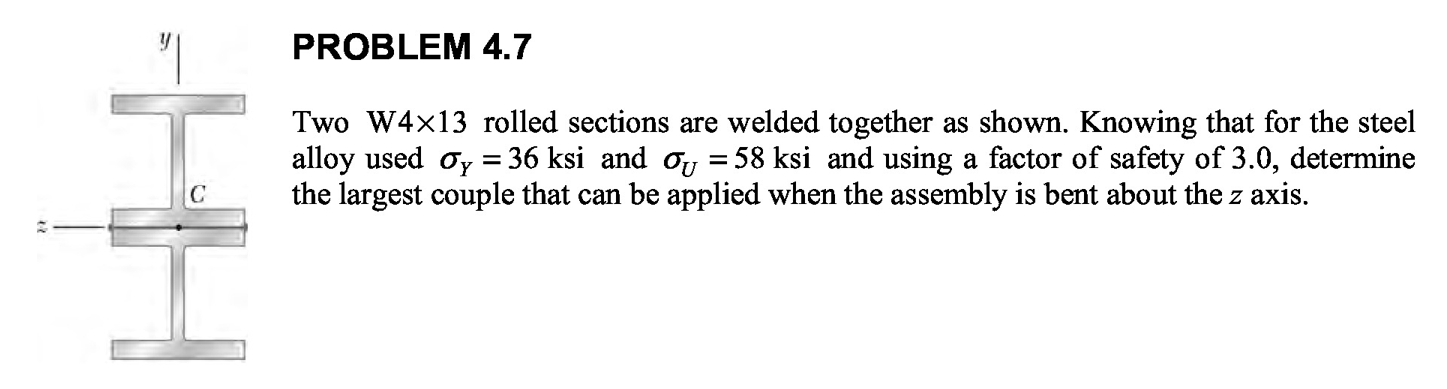 y
PROBLEM 4.7
Two W4×13 rolled sections are welded together as shown. Knowing that for the steel
alloy used σY = 36 ksi and σU = 58 ksi and using a factor of safety of 3.0, determine
the largest couple that can be applied when the assembly is bent about the z axis.
C
z